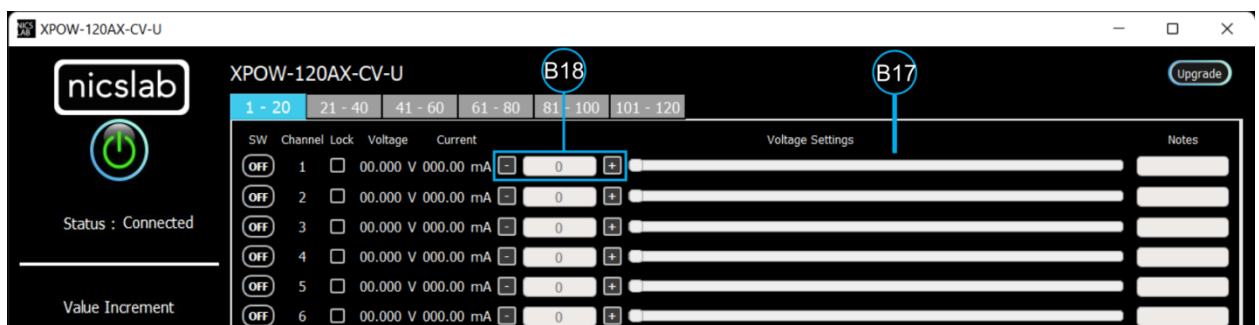 NICS LAB XPOW-120AX-CV-U
nicslab
XPOW-120AX-CV-U
B18
B17
Upgrade
1 - 20 21 - 40 41 - 60 61 - 80 81 - 100 101 - 120
SW Channel Lock Voltage Current Voltage Settings Notes
OFF 1 00.000 V 000.00 mA - 0 +
OFF 2 00.000 V 000.00 mA - 0 +
Status : Connected
OFF 3 00.000 V 000.00 mA - 0 +
OFF 4 00.000 V 000.00 mA - 0 +
OFF 5 00.000 V 000.00 mA - 0 +
Value Increment
OFF 6 00.000 V 000.00 mA - 0 +